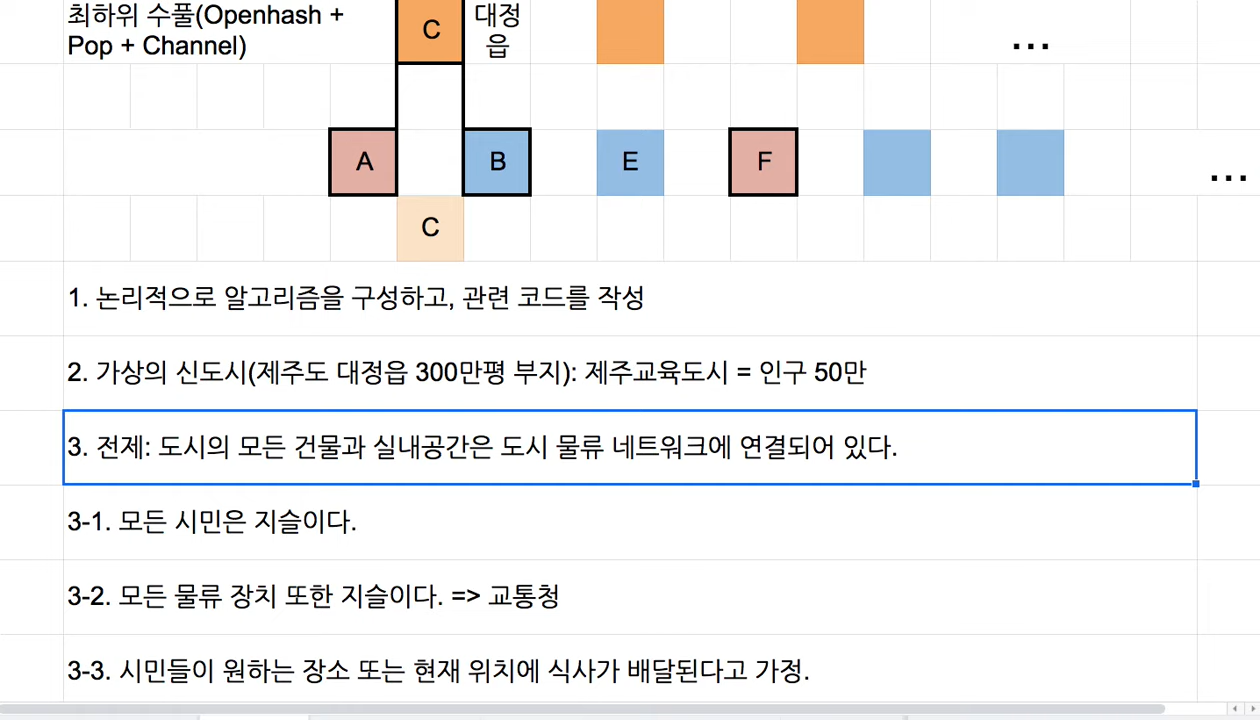 최하위 수풀(Openhash +
Pop + Channel)
C
대정
읍
...
A
B
E
F
...
C
1. 논리적으로 알고리즘을 구성하고, 관련 코드를 작성
2. 가상의 신도시(제주도 대정읍 300만평 부지): 제주교육도시 = 인구 50만
3. 전제: 도시의 모든 건물과 실내공간은 도시 물류 네트워크에 연결되어 있다.
3-1. 모든 시민은 지슬이다.
3-2. 모든 물류 장치 또한 지슬이다. => 교통청
3-3. 시민들이 원하는 장소 또는 현재 위치에 식사가 배달된다고 가정.